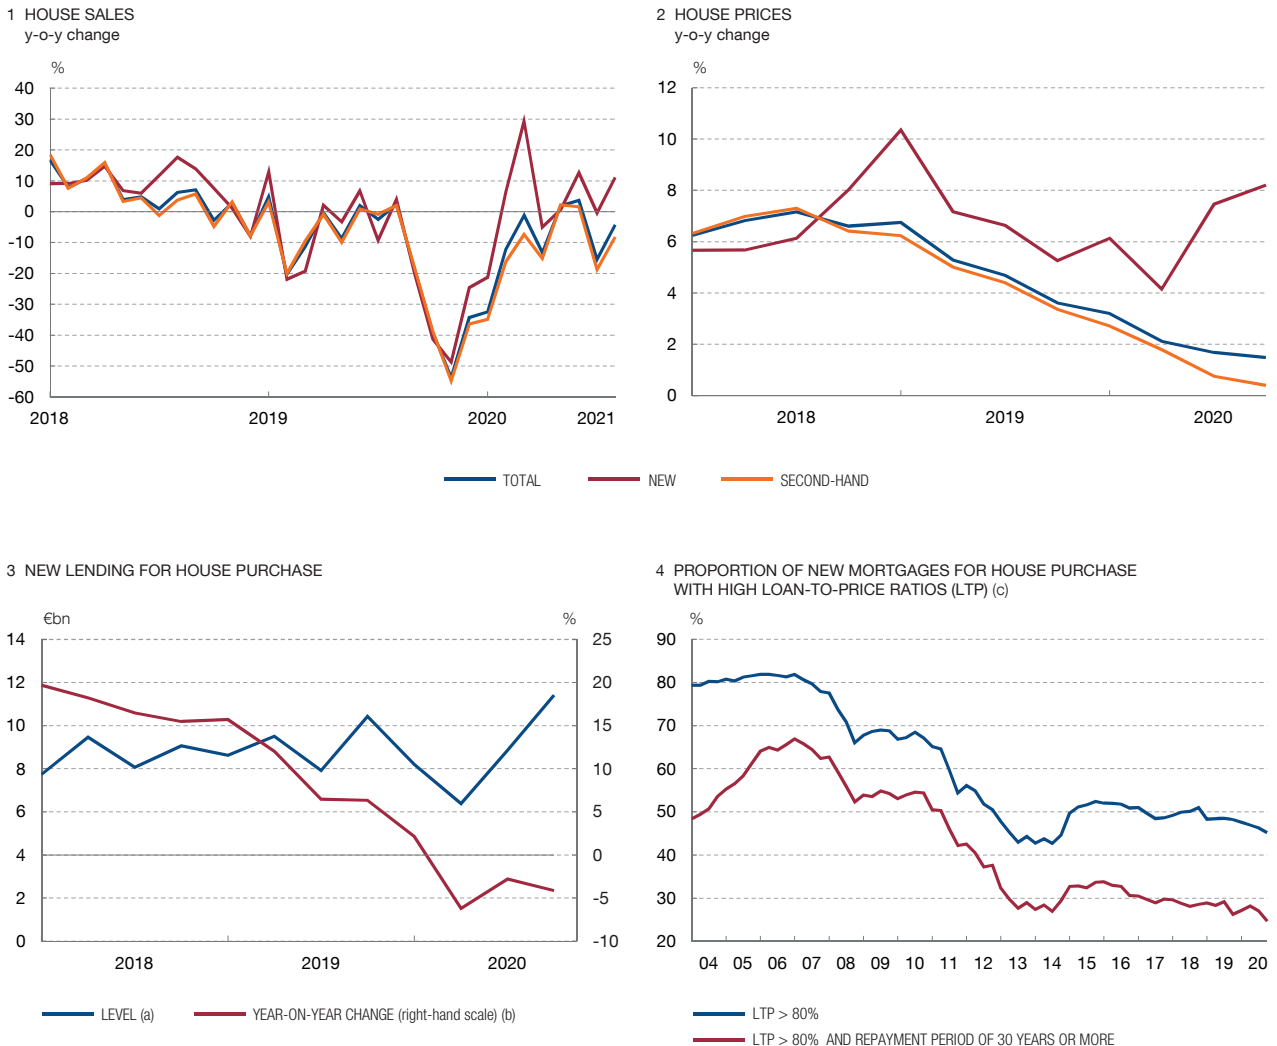 1 HOUSE SALES
y-o-y change
%
40
30
20
10
0
-10
-20
-30
-40
-50
-60
2018 2019 2020 2021
2 HOUSE PRICES
y-o-y change
%
12
10
8
6
4
2
0
2018 2019 2020
TOTAL NEW SECOND-HAND
3 NEW LENDING FOR HOUSE PURCHASE
€bn %
14 25
12 20
10 15
8 10
6 5
4 0
2 -5
0 -10
2018 2019 2020
LEVEL (a) YEAR-ON-YEAR CHANGE (right-hand scale) (b)
4 PROPORTION OF NEW MORTGAGES FOR HOUSE PURCHASE
WITH HIGH LOAN-TO-PRICE RATIOS (LTP) (c)
%
90
80
70
60
50
40
30
20
04 05 06 07 08 09 10 11 12 13 14 15 16 17 18 19 20
LTP > 80%
LTP > 80% AND REPAYMENT PERIOD OF 30 YEARS OR MORE